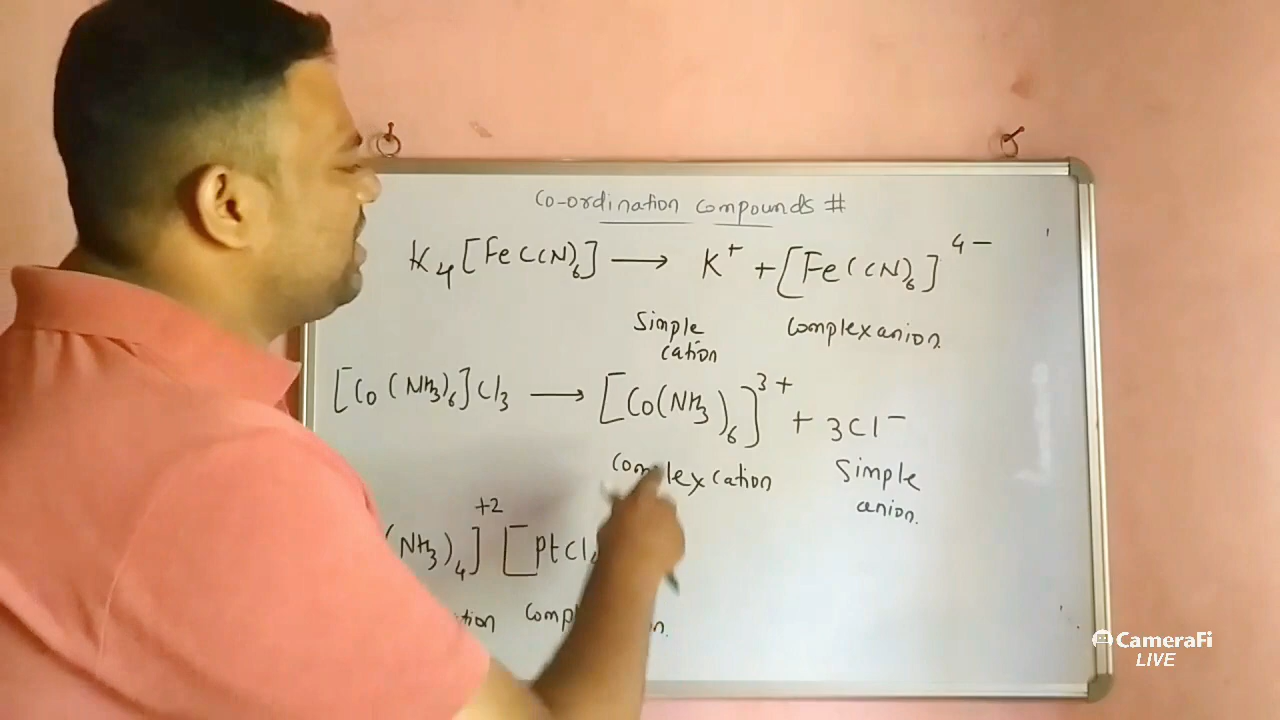 Co-ordination Compounds #
K4[Fe(CN)6] → K+ + [Fe(CN)6]4-
Simple cation
Complex anion.
[Co(NH3)6]Cl3 → [Co(NH3)6]3+ + 3Cl-
Complex cation
Simple anion.
(NH3)4]+2 [PtCl
CameraFi
LIVE